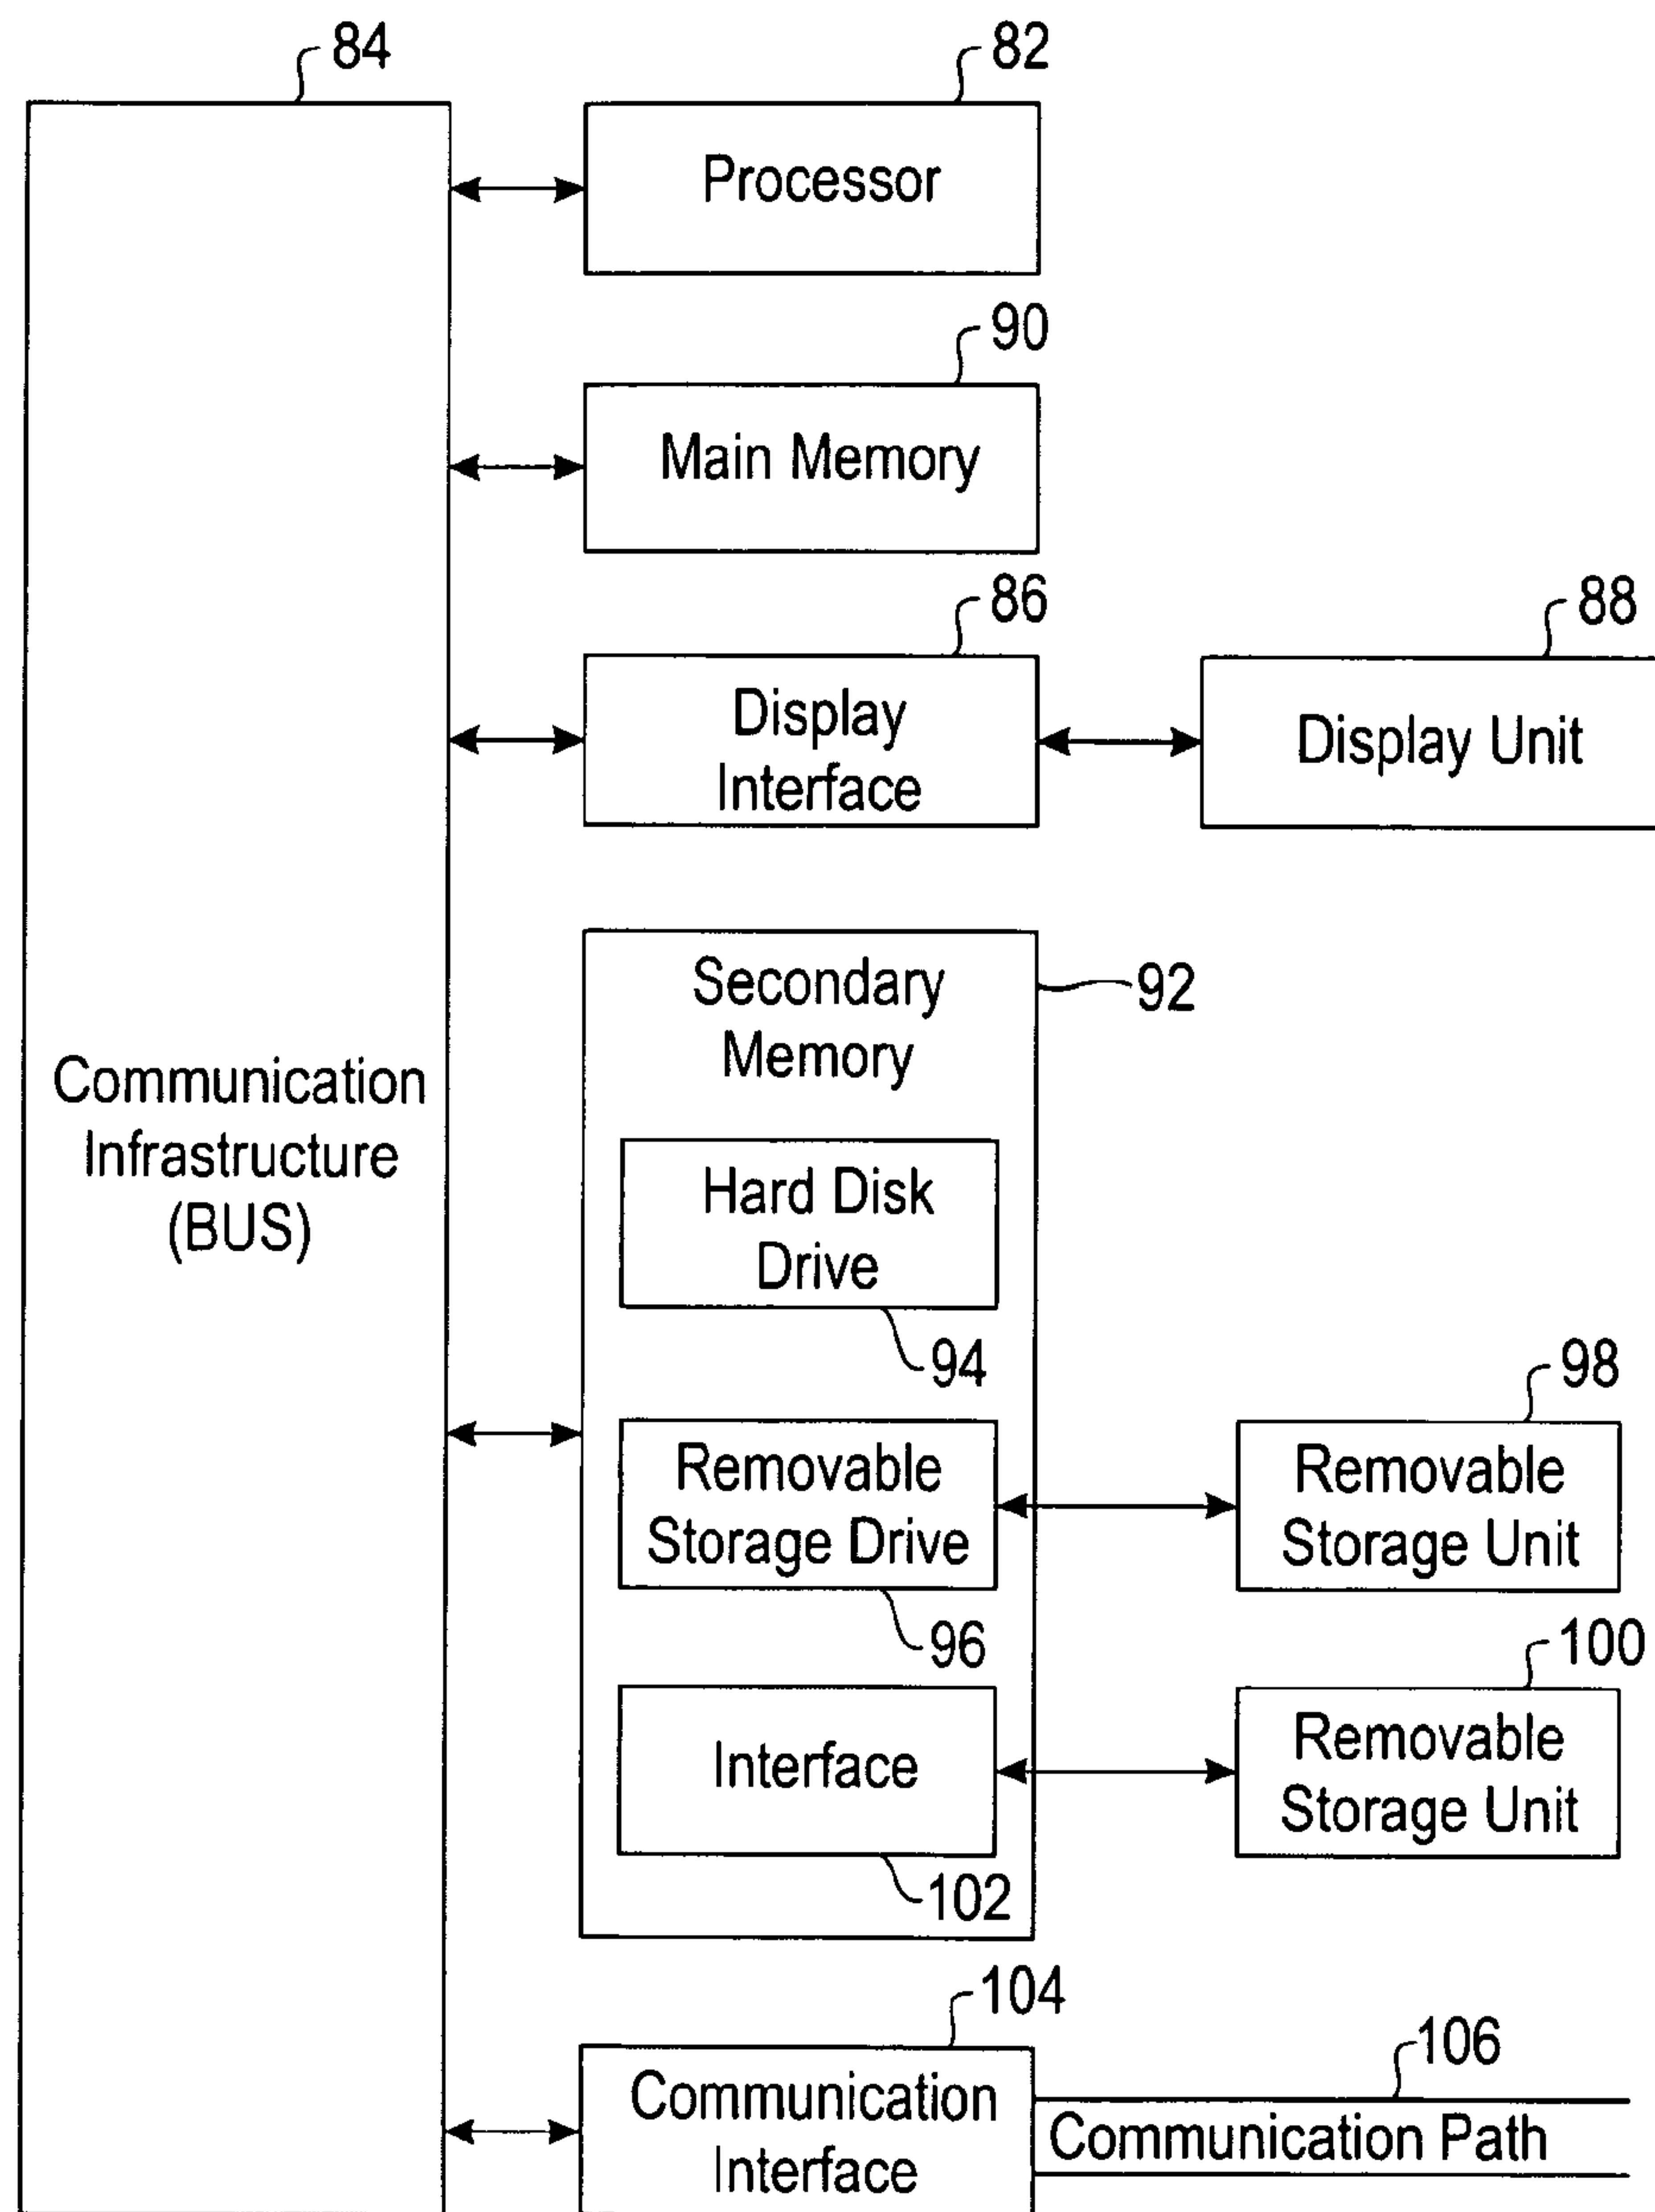 84
82
Processor
90
Main Memory
86
88
Display
Interface
Display Unit
92
Secondary
Memory
Communication
Infrastructure
(BUS)
Hard Disk
Drive
94
98
Removable
Storage Drive
Removable
Storage Unit
96
100
Interface
Removable
Storage Unit
102
104
106
Communication
Interface
Communication Path